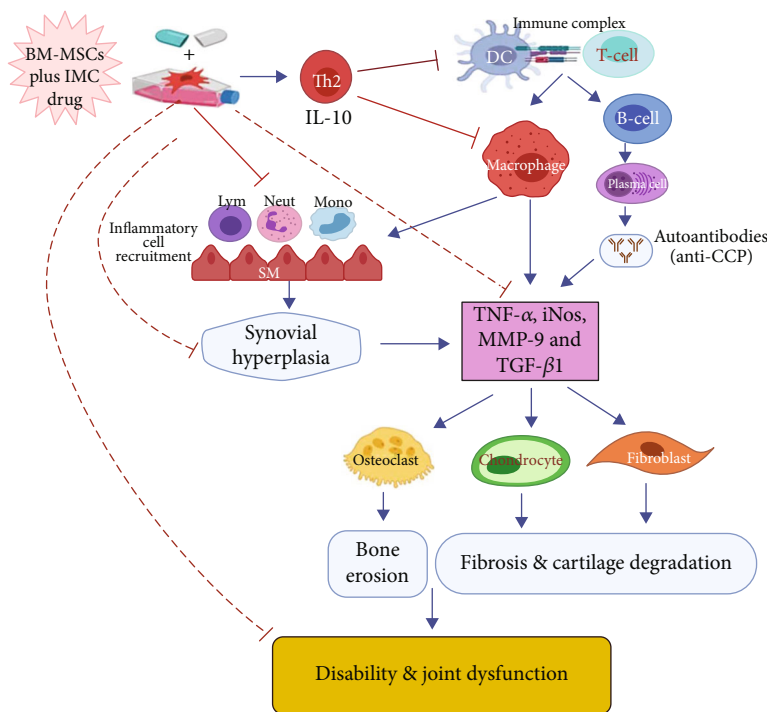 BM-MSCs
plus IMC
drug
+
Th2
IL-10
Immune complex
DC
T-cell
B-cell
Macrophage
Plasma cell
Autoantibodies
(anti-CCP)
Lym
Neut
Mono
Inflammatory
cell
recruitment
SM
Synovial
hyperplasia
TNF-α, iNos,
MMP-9 and
TGF-β1
Osteoclast
Chondrocyte
Fibroblast
Bone
erosion
Fibrosis & cartilage degradation
Disability & joint dysfunction